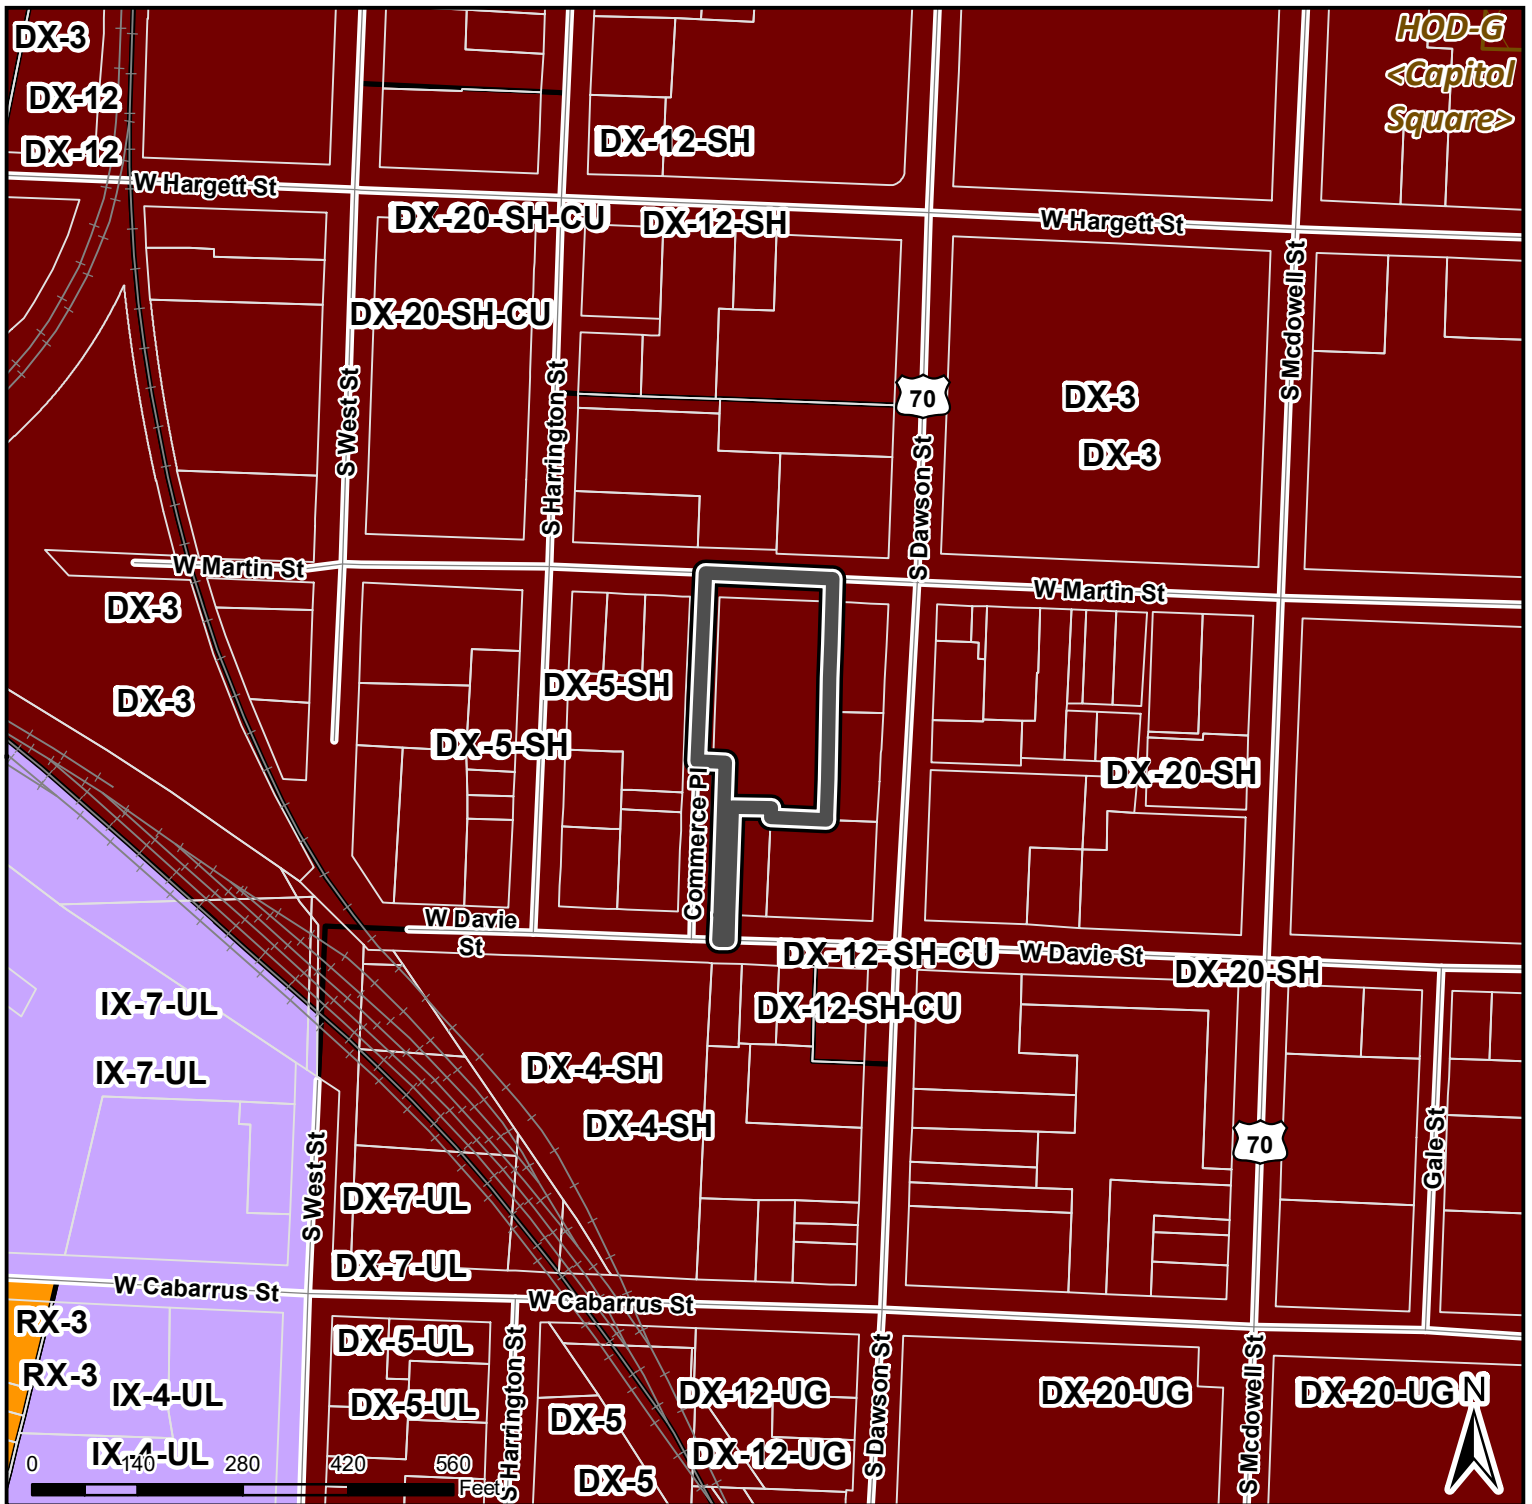 DX-3
HOD-G
<Capitol
Square>
DX-12
DX-12
DX-12-SH
W Hargett St
DX-20-SH-CU
DX-12-SH
W Hargett St
DX-20-SH-CU
S Mcdowell St
S West St
S Harrington St
70
DX-3
DX-3
S Dawson St
W Martin St
W Martin St
DX-3
DX-5-SH
DX-3
DX-5-SH
DX-20-SH
Commerce Pl
W Davie
St
DX-12-SH-CU
W Davie St
DX-20-SH
IX-7-UL
DX-12-SH-CU
IX-7-UL
DX-4-SH
DX-4-SH
70
Gale St
S West St
DX-7-UL
DX-7-UL
W Cabarrus St
W Cabarrus St
RX-3
DX-5-UL
RX-3
IX-4-UL
DX-5-UL
S Harrington St
DX-12-UG
DX-5
S Dawson St
DX-20-UG
S Mcdowell St
DX-20-UG
N
IX-4-UL
DX-12-UG
DX-5
0 140 280 420 560
Feet